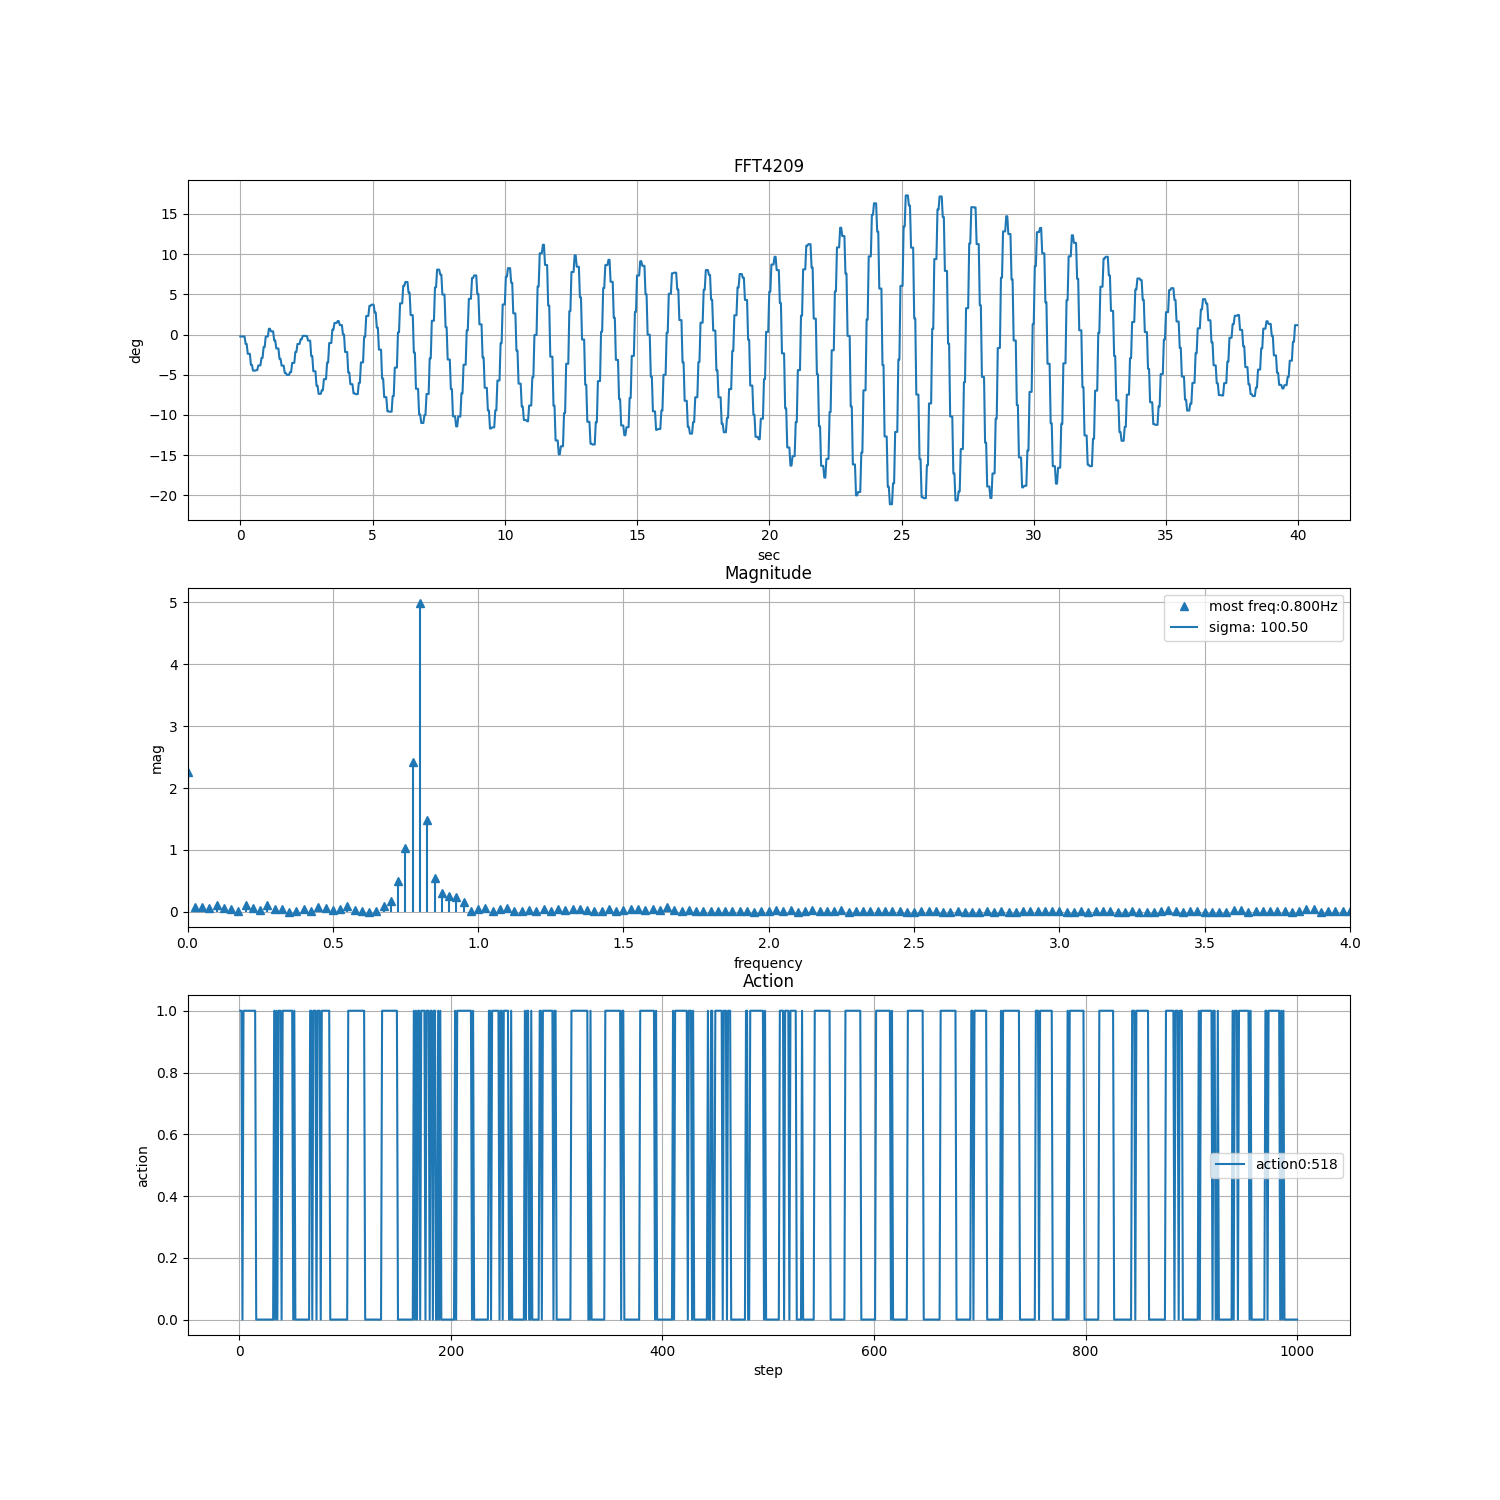 FFT4209
15
10
5
0
−5
−10
−15
−20
deg
0 5 10 15 20 25 30 35 40
sec
Magnitude
5
4
3
2
1
0
mag
most freq:0.800Hz
sigma: 100.50
0.0 0.5 1.0 1.5 2.0 2.5 3.0 3.5 4.0
frequency
Action
1.0
0.8
0.6
0.4
0.2
0.0
action
action0:518
0 200 400 600 800 1000
step